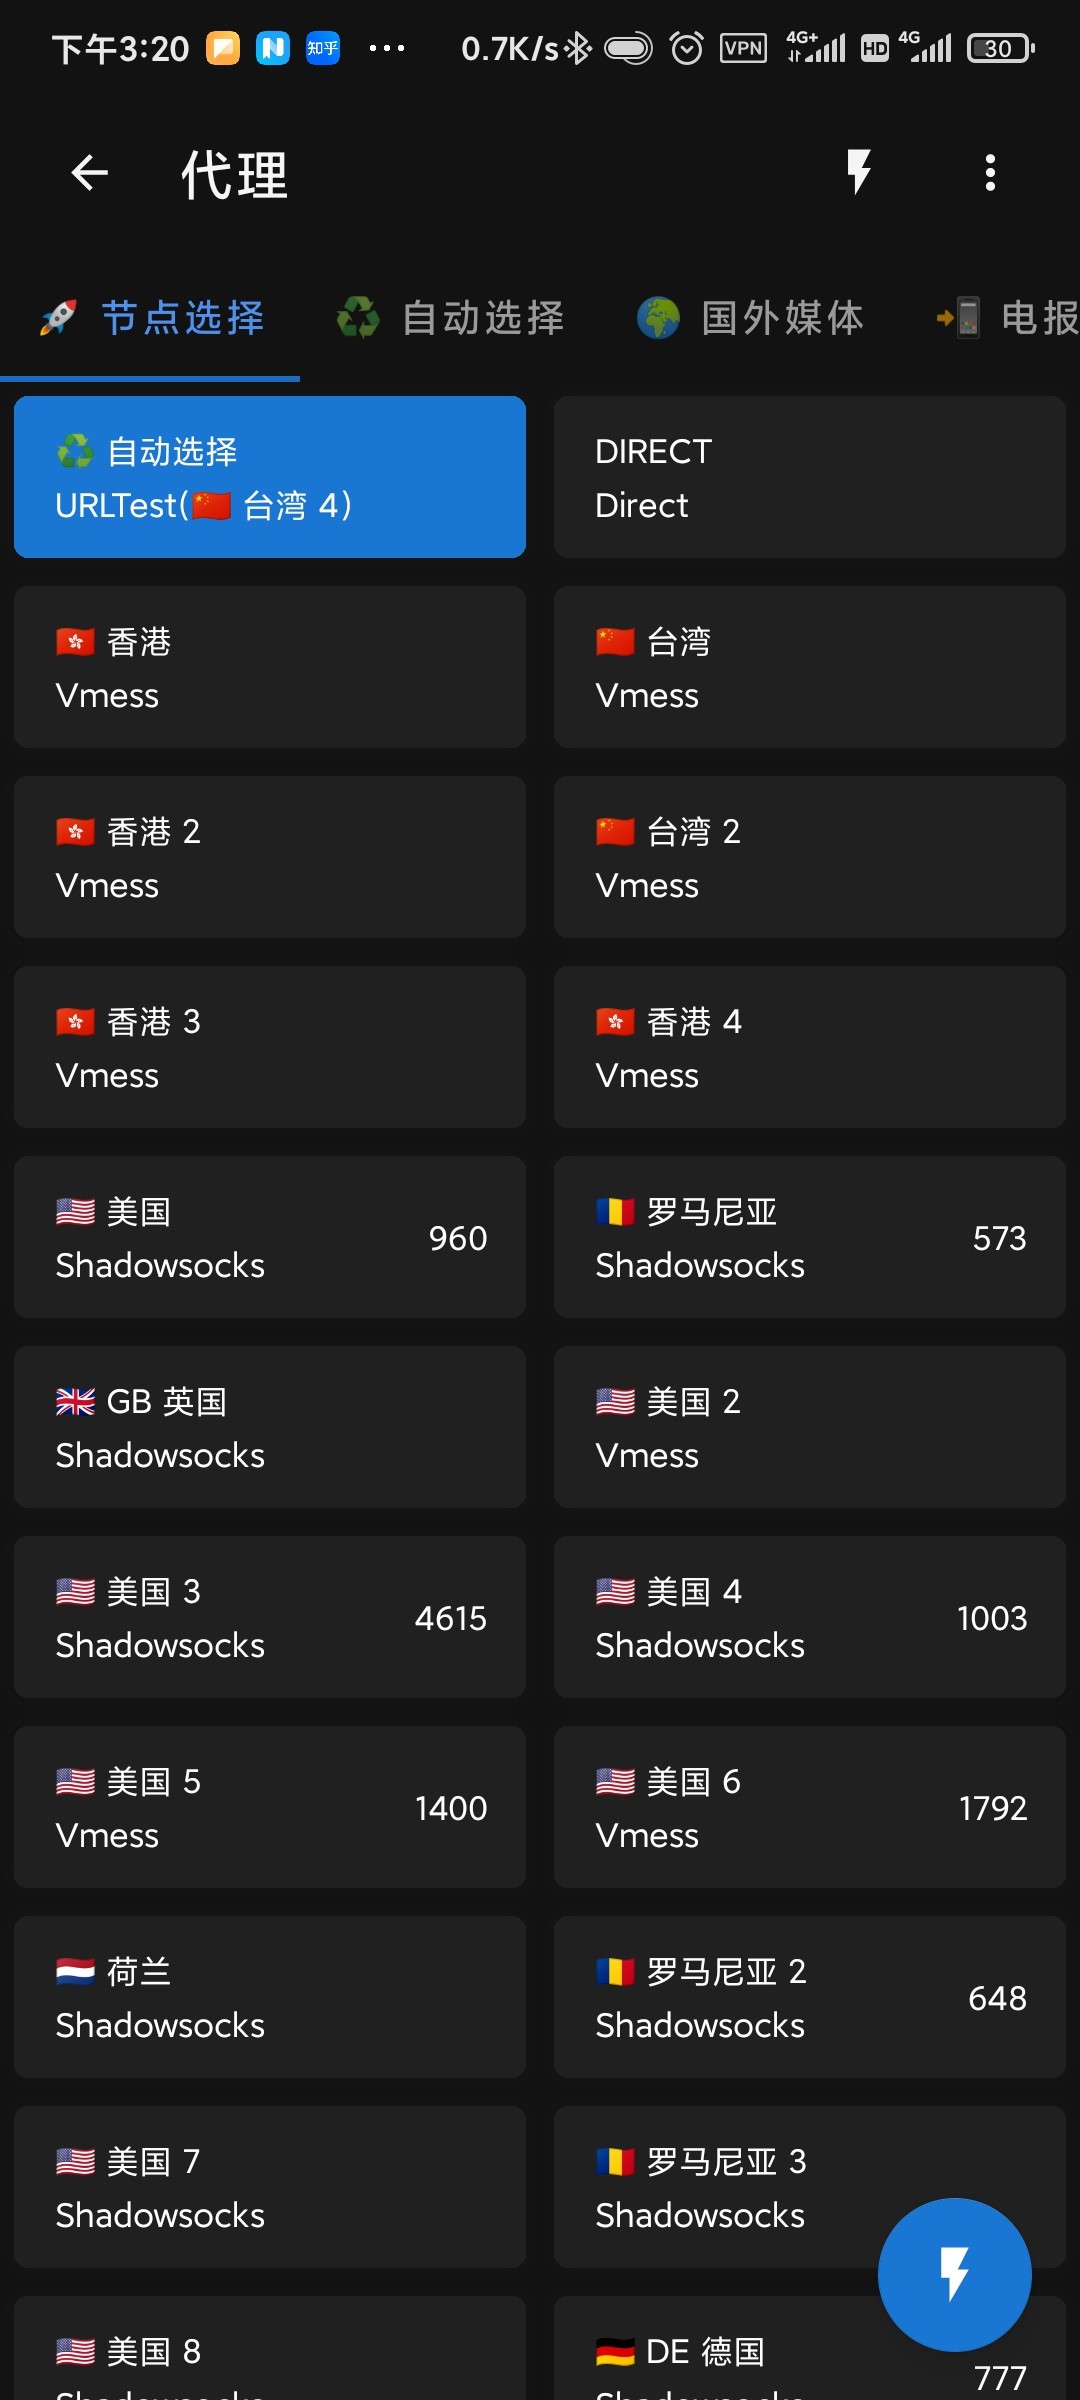 下午3:20 知乎 ··· 0.7K/s VPN 4G+ HD 4G 30
代理
节点选择 自动选择 国外媒体 电报
自动选择
URLTest(🇨🇳 台湾 4)
DIRECT
Direct
香港
Vmess
台湾
Vmess
香港 2
Vmess
台湾 2
Vmess
香港 3
Vmess
香港 4
Vmess
美国
Shadowsocks
960
罗马尼亚
Shadowsocks
573
GB 英国
Shadowsocks
美国 2
Vmess
美国 3
Shadowsocks
4615
美国 4
Shadowsocks
1003
美国 5
Vmess
1400
美国 6
Vmess
1792
荷兰
Shadowsocks
罗马尼亚 2
Shadowsocks
648
美国 7
Shadowsocks
罗马尼亚 3
Shadowsocks
美国 8
DE 德国
777